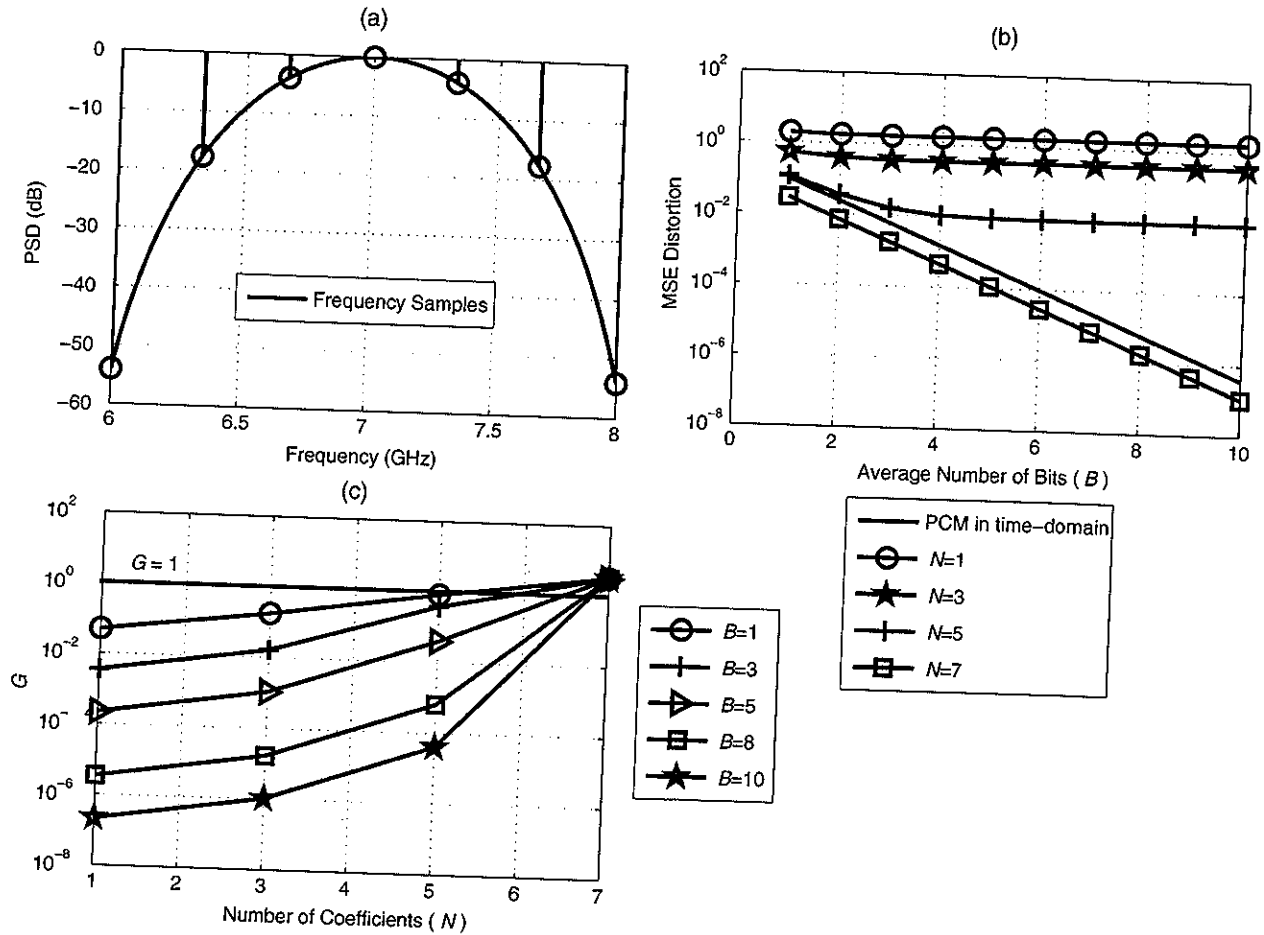 (a)
0
−10
−20
−30
−40
−50
−60
PSD (dB)
Frequency Samples
6
6.5
7
7.5
8
Frequency (GHz)
(b)
10^2
10^0
10^−2
10^−4
10^−6
10^−8
MSE Distortion
0
2
4
6
8
10
Average Number of Bits ( B )
PCM in time−domain
N=1
N=3
N=5
N=7
(c)
10^2
10^0
10^−2
10^−6
10^−8
G
G = 1
1
2
3
4
5
6
7
Number of Coefficients ( N )
B=1
B=3
B=5
B=8
B=10